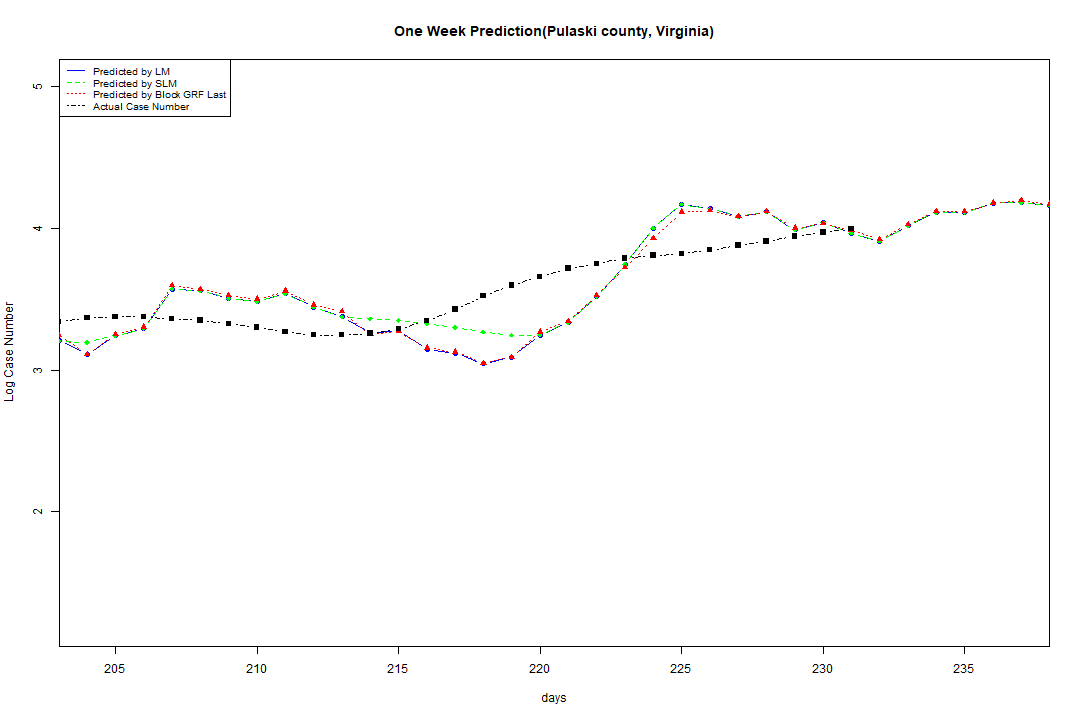 One Week Prediction(Pulaski county, Virginia)
Predicted by LM
Predicted by SLM
Predicted by Block GRF Last
Actual Case Number
5
4
3
2
Log Case Number
205 210 215 220 225 230 235
days